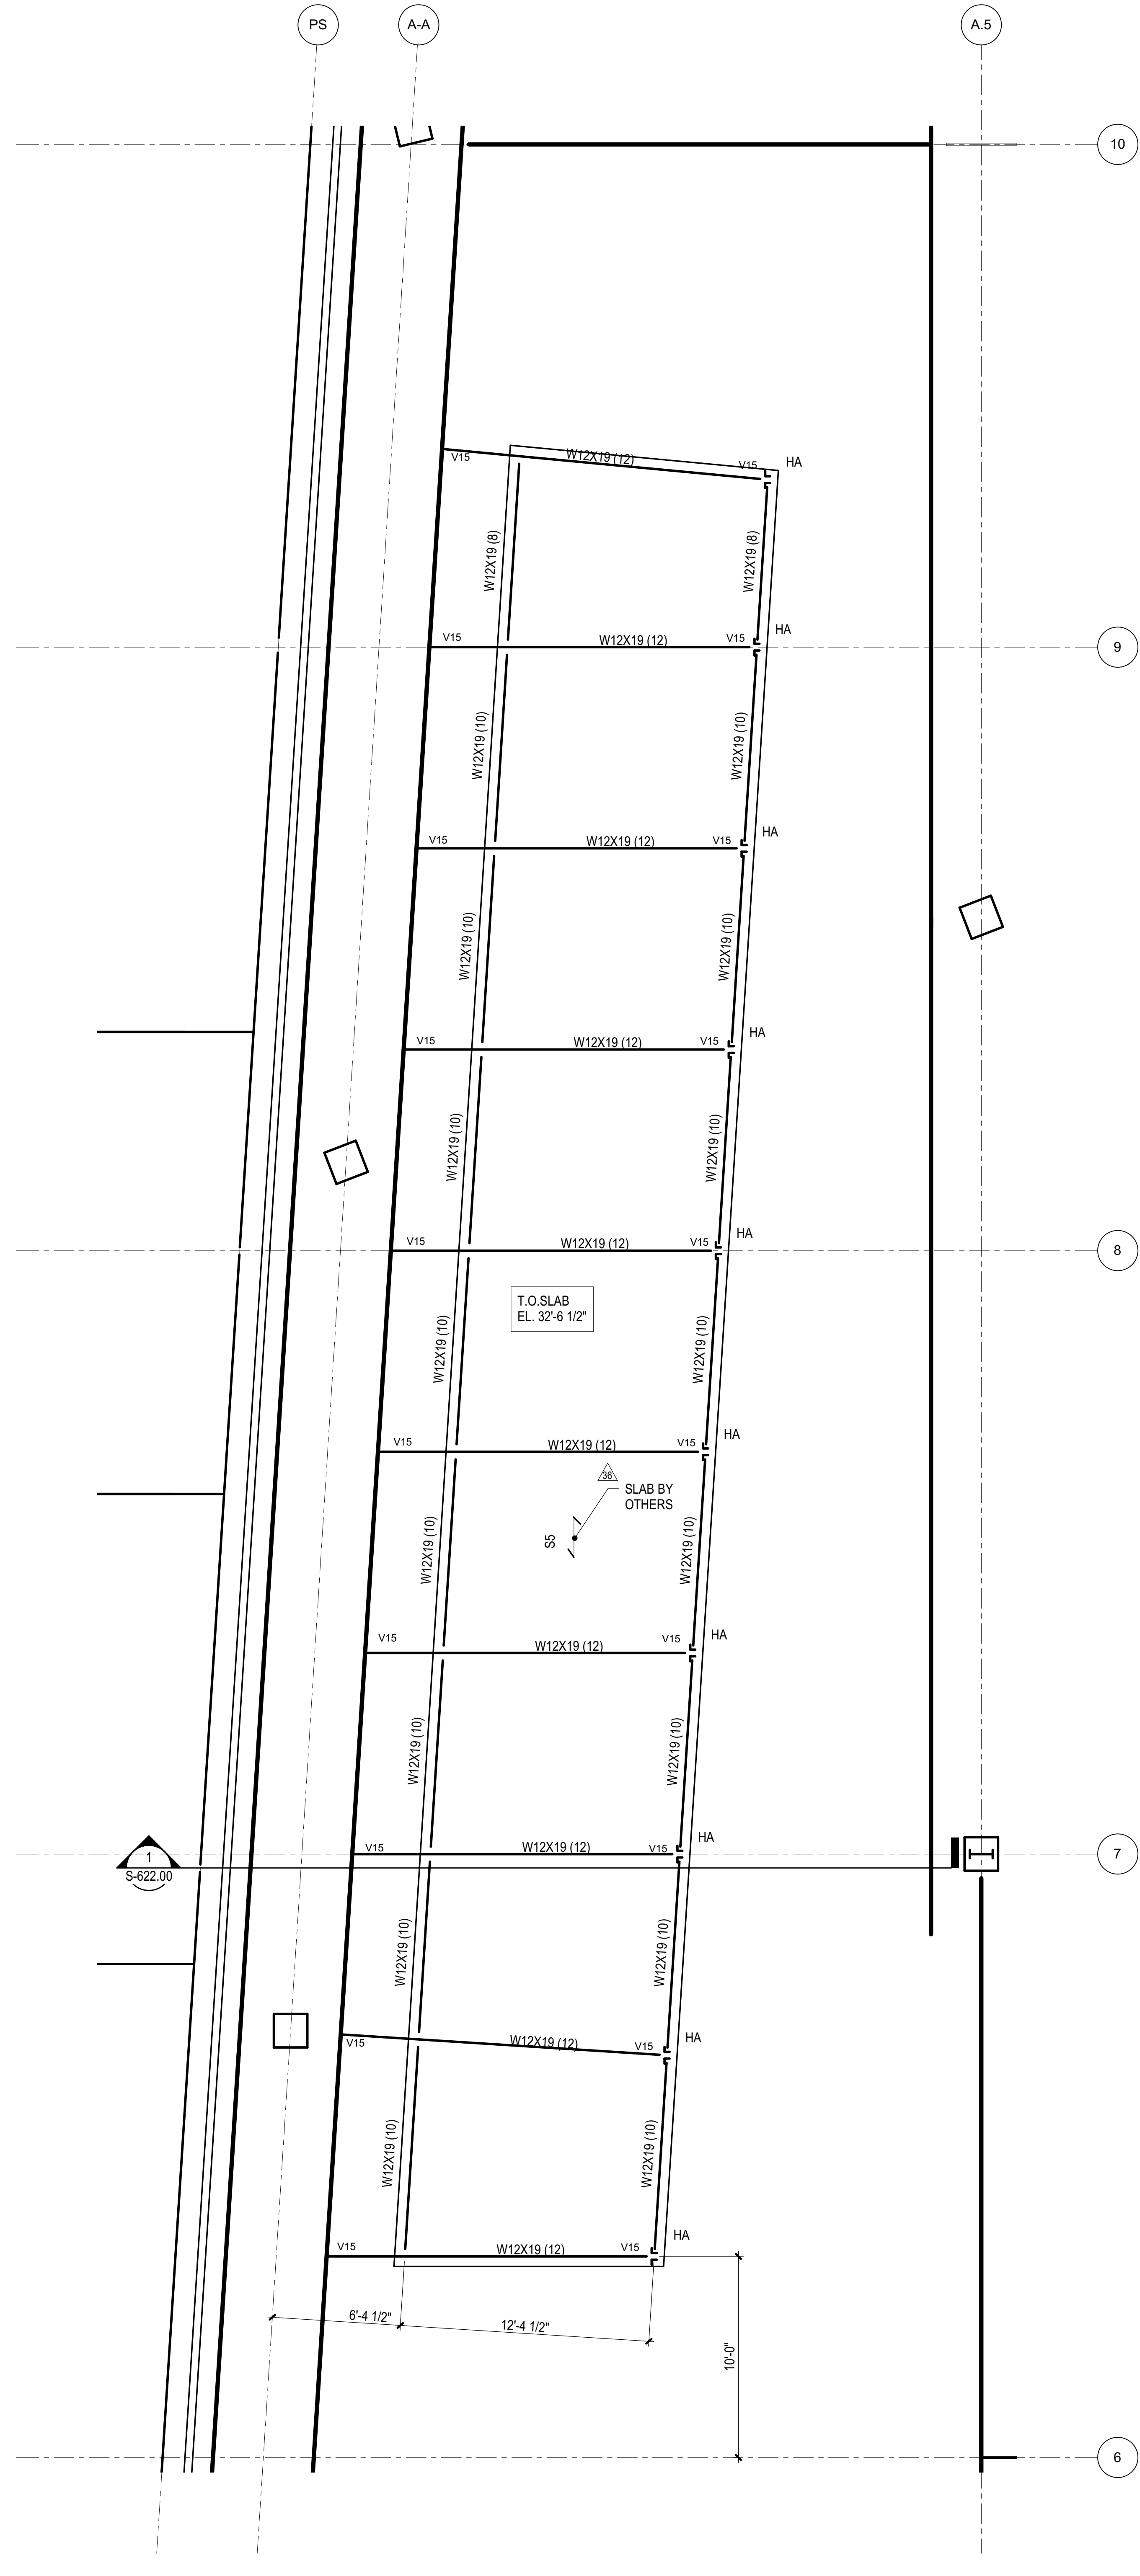 PS
A-A
A.5
10
W12X19 (12)
V15
V15
HA
W12X19 (8)
W12X19 (8)
HA
V15
W12X19 (12)
V15
9
W12X19 (10)
W12X19 (10)
HA
V15
W12X19 (12)
V15
W12X19 (10)
W12X19 (10)
HA
V15
W12X19 (12)
V15
W12X19 (10)
W12X19 (10)
HA
V15
W12X19 (12)
V15
8
T.O.SLAB
EL. 32'-6 1/2"
W12X19 (10)
W12X19 (10)
HA
V15
W12X19 (12)
V15
36
SLAB BY
OTHERS
S5
W12X19 (10)
W12X19 (10)
HA
V15
W12X19 (12)
V15
W12X19 (10)
W12X19 (10)
HA
V15
W12X19 (12)
V15
7
1
S-622.00
W12X19 (10)
W12X19 (10)
HA
V15
W12X19 (12)
V15
W12X19 (10)
W12X19 (10)
HA
V15
W12X19 (12)
V15
6'-4 1/2"
12'-4 1/2"
10'-0"
6